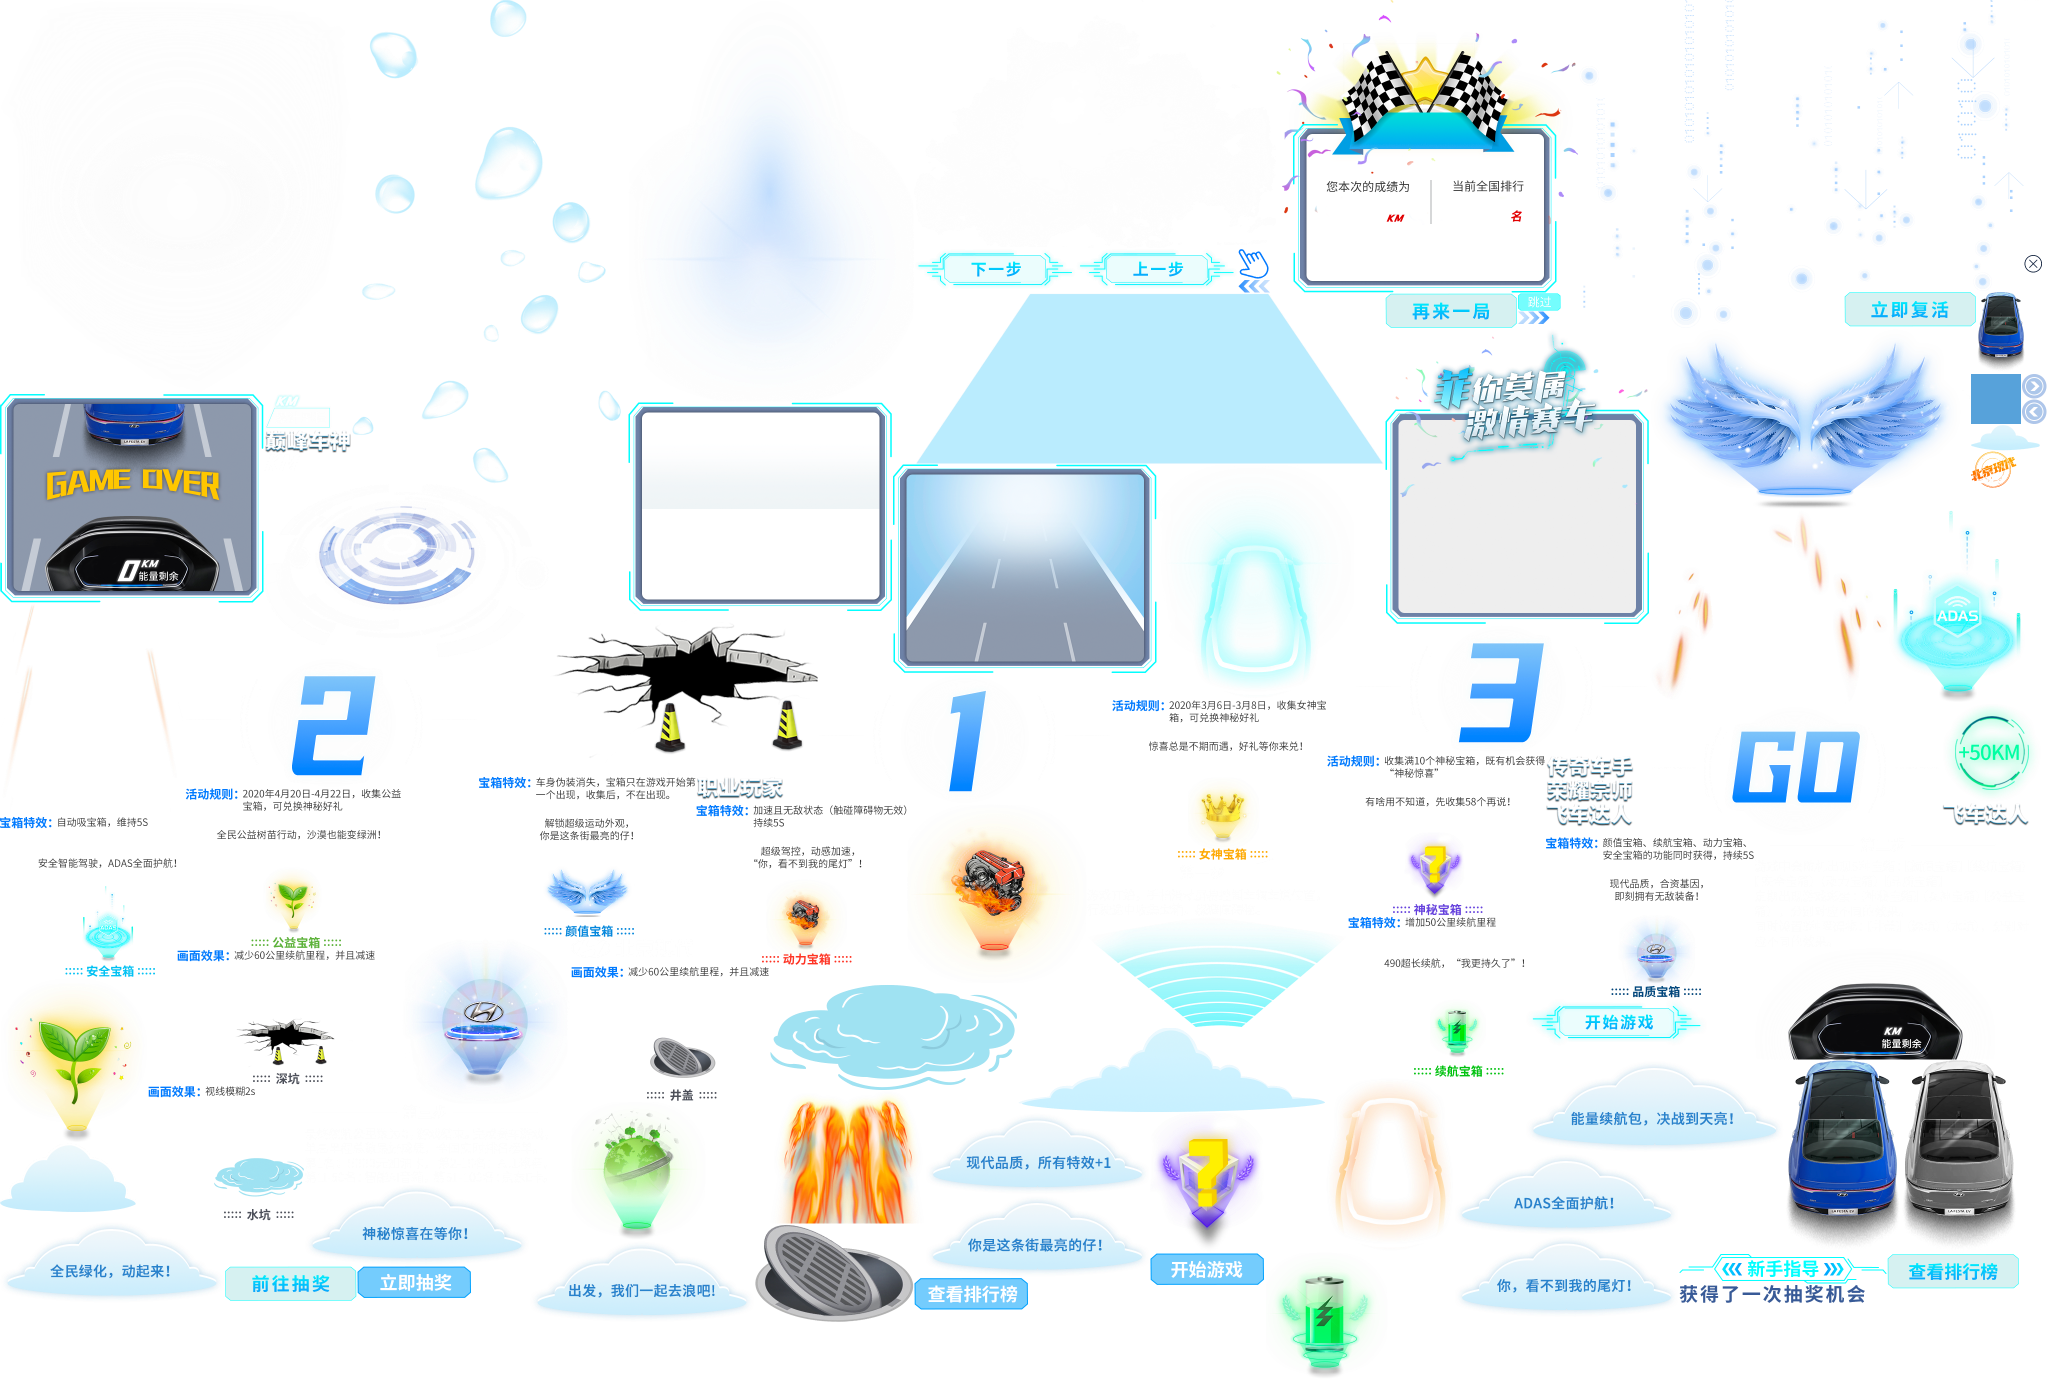 您本次的成绩为
当前全国排行
KM
名
下一步
上一步
再来一局
跳过
立即复活
KM
巅峰车神
GAME OVER
0KM
能量剩余
LAFESTA EV
菲你莫属
激情赛车
北京现代
ADAS
2
1
3
GO
+50KM
活动规则：2020年3月6日-3月8日，收集女神宝
箱，可兑换神秘好礼
惊喜总是不期而遇，好礼等你来兑！
女神宝箱
活动规则：收集满10个神秘宝箱，既有机会获得
“神秘惊喜”
有啥用不知道，先收集58个再说！
神秘宝箱
传奇车手
荣耀宗师
飞车达人
飞车达人
宝箱特效：车身伪装消失，宝箱只在游戏开始第
一个出现，收集后，不在出现。
解锁超级运动外观，
你是这条街最亮的仔！
颜值宝箱
职业玩家
宝箱特效：加速且无敌状态（触碰障碍物无效）
持续5S
超级驾控，动感加速，
“你，看不到我的尾灯”！
动力宝箱
活动规则：2020年4月20日-4月22日，收集公益
宝箱，可兑换神秘好礼
全民公益树苗行动，沙漠也能变绿洲！
公益宝箱
宝箱特效：自动吸宝箱，维持5S
安全智能驾驶，ADAS全面护航！
安全宝箱
宝箱特效：颜值宝箱、续航宝箱、动力宝箱、
安全宝箱的功能同时获得，持续5S
现代品质，合资基因，
即刻拥有无敌装备！
品质宝箱
宝箱特效：增加50公里续航里程
490超长续航，“我更持久了”！
续航宝箱
画面效果：减少60公里续航里程，并且减速
深坑
画面效果：减少60公里续航里程，并且减速
井盖
画面效果：视线模糊2s
水坑
开始游戏
KM
能量剩余
能量续航包，决战到天亮！
现代品质，所有特效+1
ADAS全面护航！
LAFESTA EV
LAFESTA EV
神秘惊喜在等你！
你是这条街最亮的仔！
全民绿化，动起来！
前往抽奖
立即抽奖
出发，我们一起去浪吧！
查看排行榜
开始游戏
你，看不到我的尾灯！
新手指导
查看排行榜
获得了一次抽奖机会